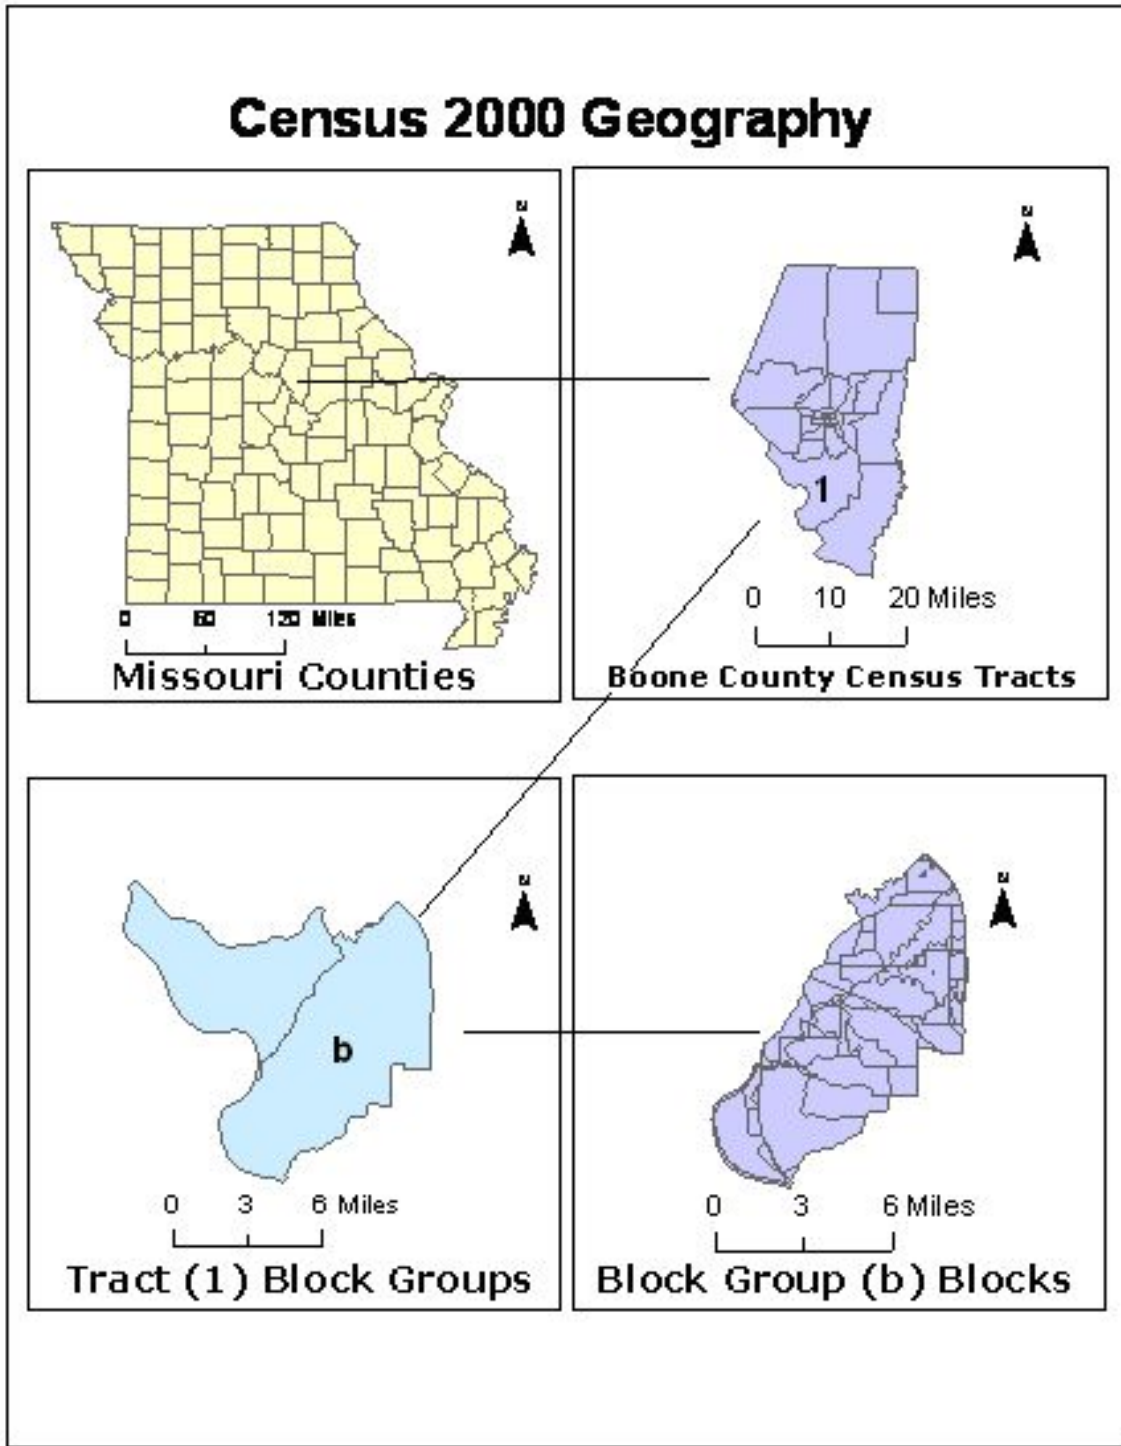 Census 2000 Geography
N
0 60 120 Miles
Missouri Counties
N
1
0 10 20 Miles
Boone County Census Tracts
N
b
0 3 6 Miles
Tract (1) Block Groups
N
0 3 6 Miles
Block Group (b) Blocks